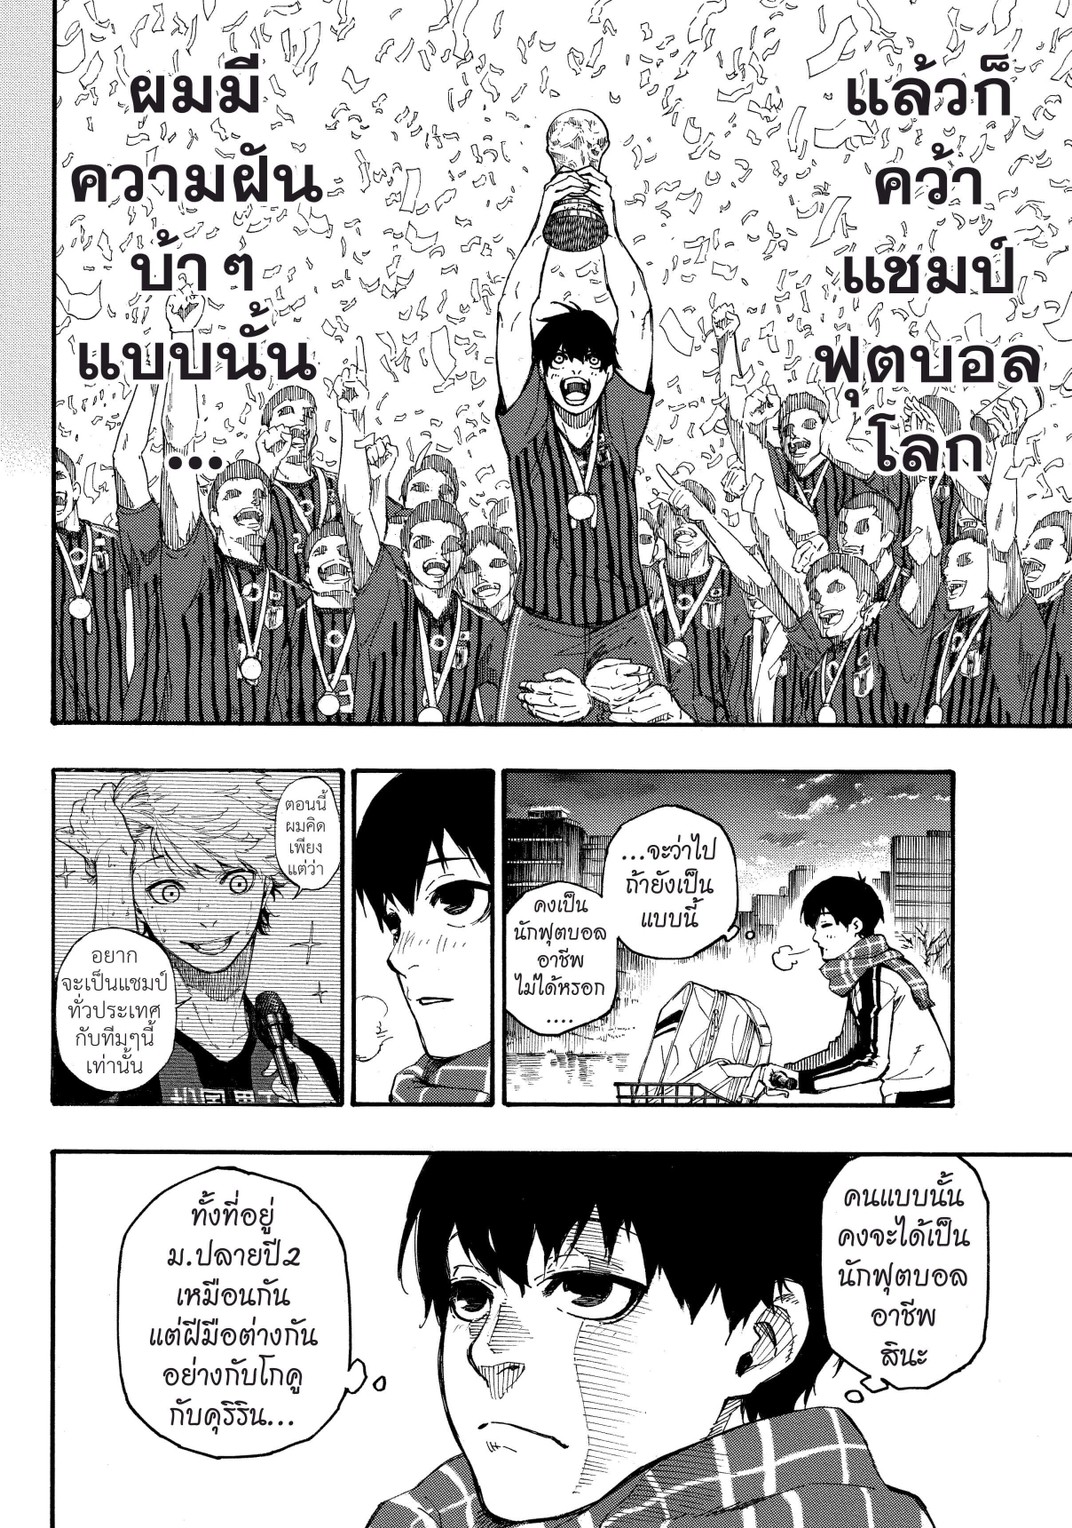 แล้วก็
คว้า
แชมป์
ฟุตบอล
โลก
ผมมี
ความฝัน
บ้า ๆ
แบบนั้น
...
...จะว่าไป
ถ้ายังเป็น
แบบนี้
คงเป็น
นักฟุตบอล
อาชีพ
ไม่ได้หรอก
....
ตอนนี้
ผมคิด
เพียง
แต่ว่า
อยาก
จะเป็นแชมป์
ทั่วประเทศ
กับทีมๆนี้
เท่านั้น
คนแบบนั้น
คงจะได้เป็น
นักฟุตบอล
อาชีพ
สินะ
ทั้งที่อยู่
ม.ปลายปี2
เหมือนกัน
แต่ฝีมือต่างกัน
อย่างกับโกคู
กับคุริริน...